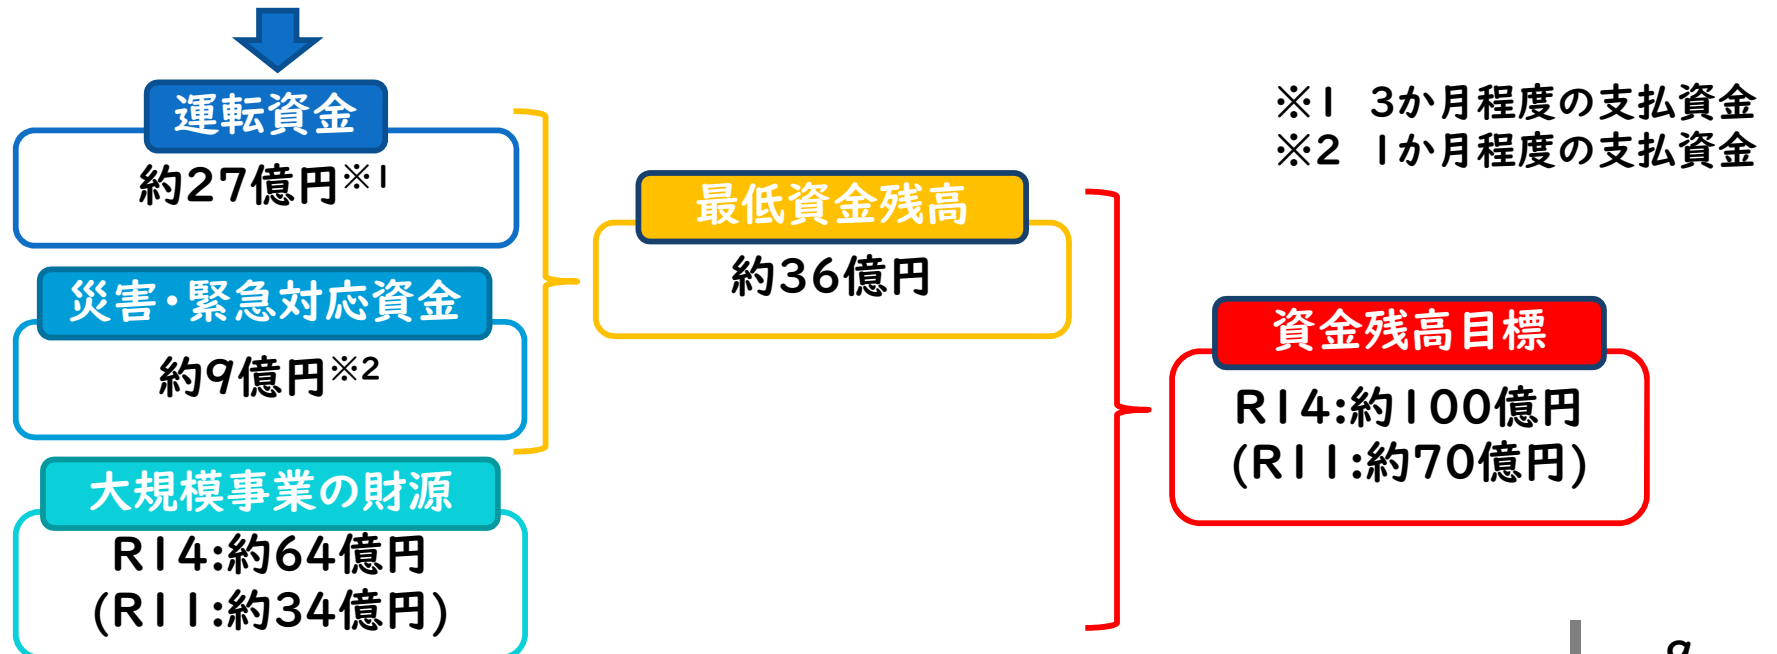 運転資金
約27億円※1
災害・緊急対応資金
約9億円※2
大規模事業の財源
R14:約64億円
(R11:約34億円)
最低資金残高
約36億円
※1 3か月程度の支払資金
※2 1か月程度の支払資金
資金残高目標
R14:約100億円
(R11:約70億円)